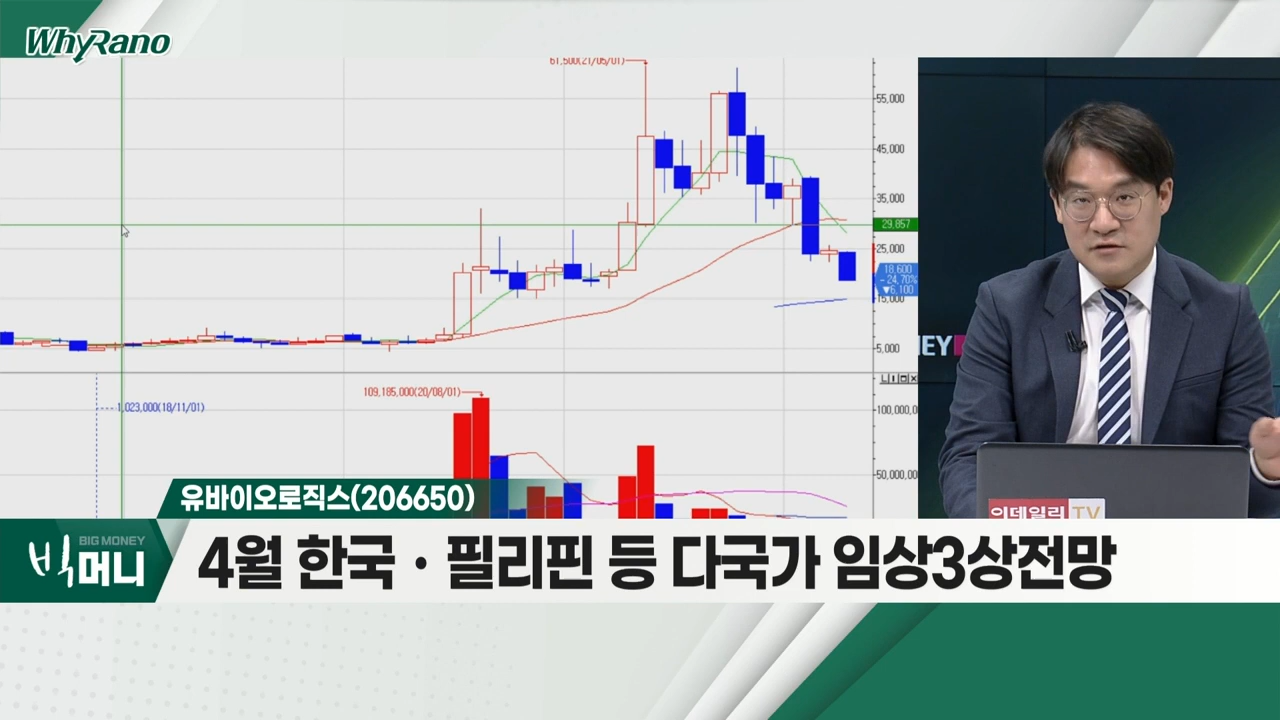 WhyRano
61,500(21/05/01)
55,000
45,000
35,000
29,857
25,000
18,600
-24.70%
▼6,100
15,000
5,000
NEY
109,185,000(20/08/01)
1,023,000(18/11/01)
100,000,0
50,000,00
유바이오로직스(206650)
이데일리 TV
BIG MONEY
빅머니
4월 한국·필리핀 등 다국가 임상3상전망